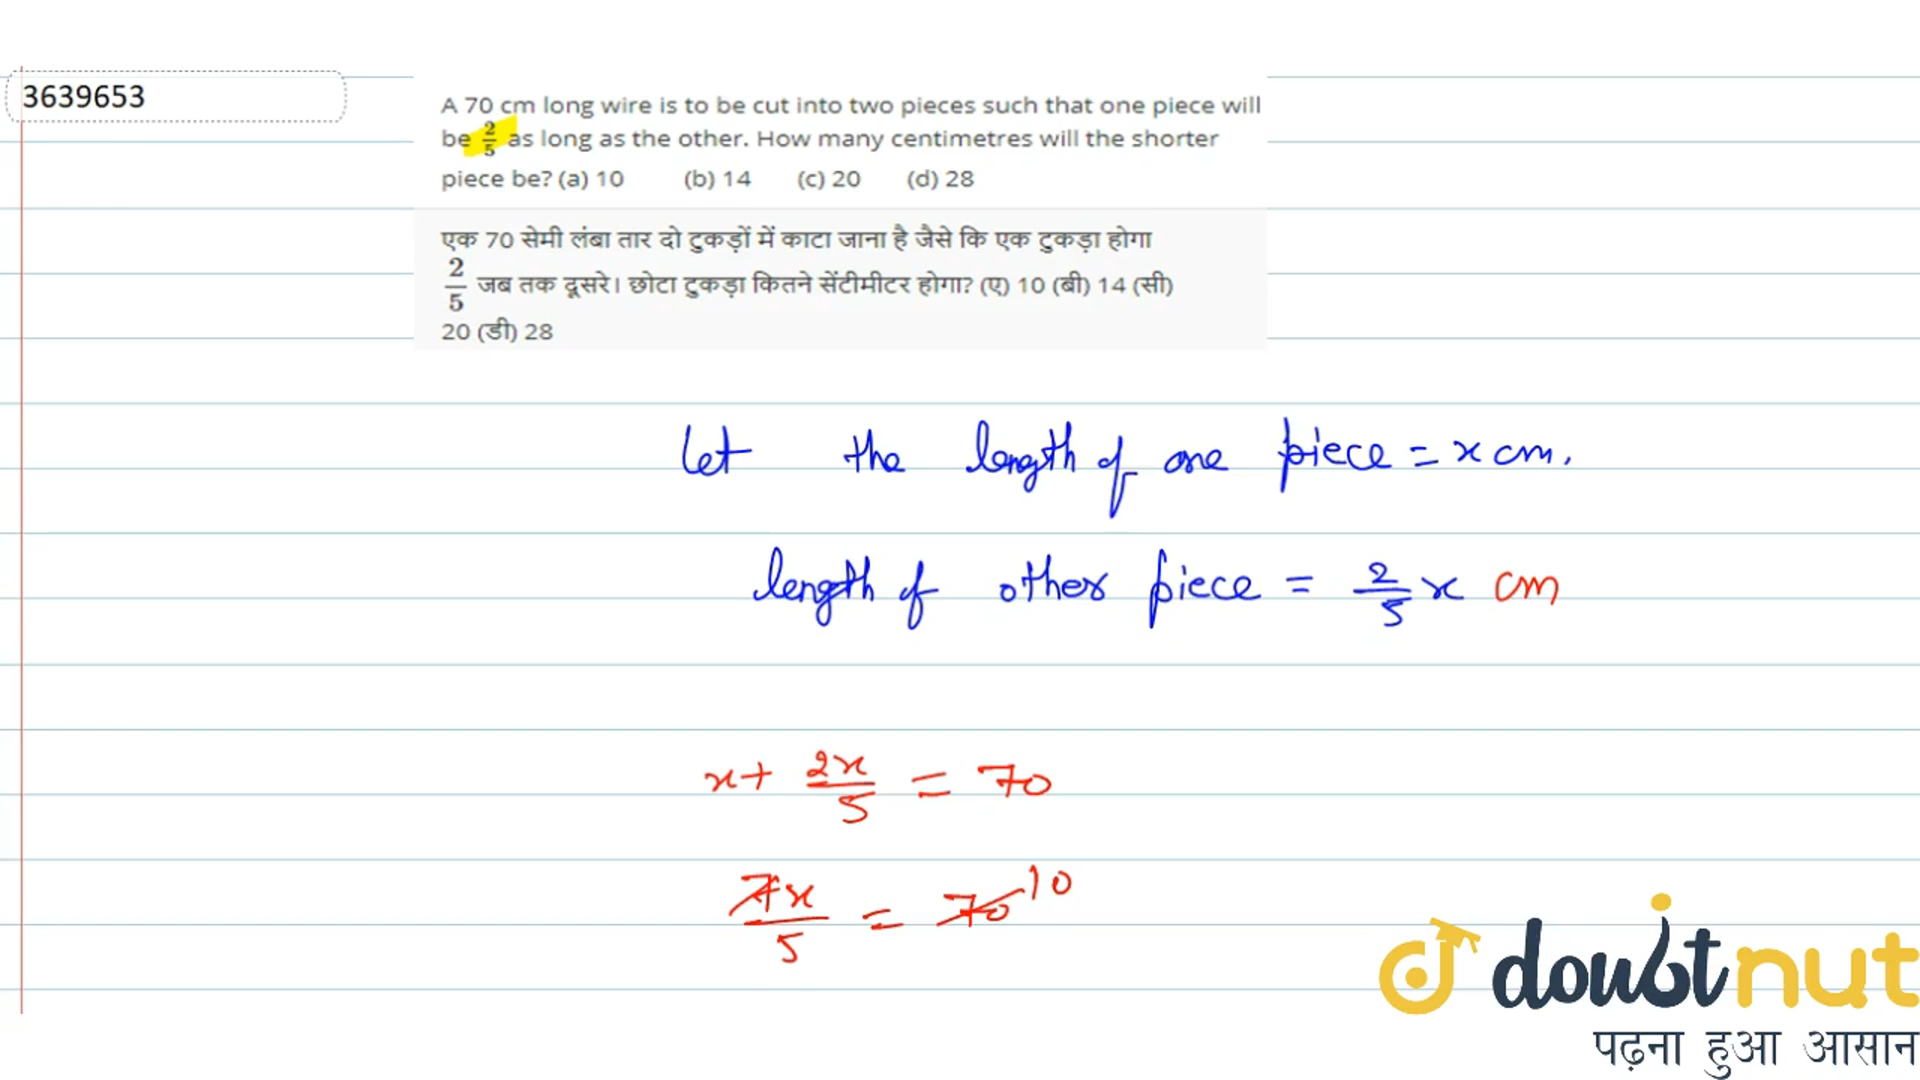 3639653
A 70 cm long wire is to be cut into two pieces such that one piece will
be 2/5 as long as the other. How many centimetres will the shorter
piece be? (a) 10 (b) 14 (c) 20 (d) 28
एक 70 सेमी लंबा तार दो टुकड़ों में काटा जाना है जैसे कि एक टुकड़ा होगा
2/5 जब तक दूसरे। छोटा टुकड़ा कितने सेंटीमीटर होगा? (ए) 10 (बी) 14 (सी)
20 (डी) 28
Let the length of one piece = x cm.
length of other piece = 2/5 x cm
x + 2x/5 = 70
7x/5 = 70 10
doubtnut
पढ़ना हुआ आसान